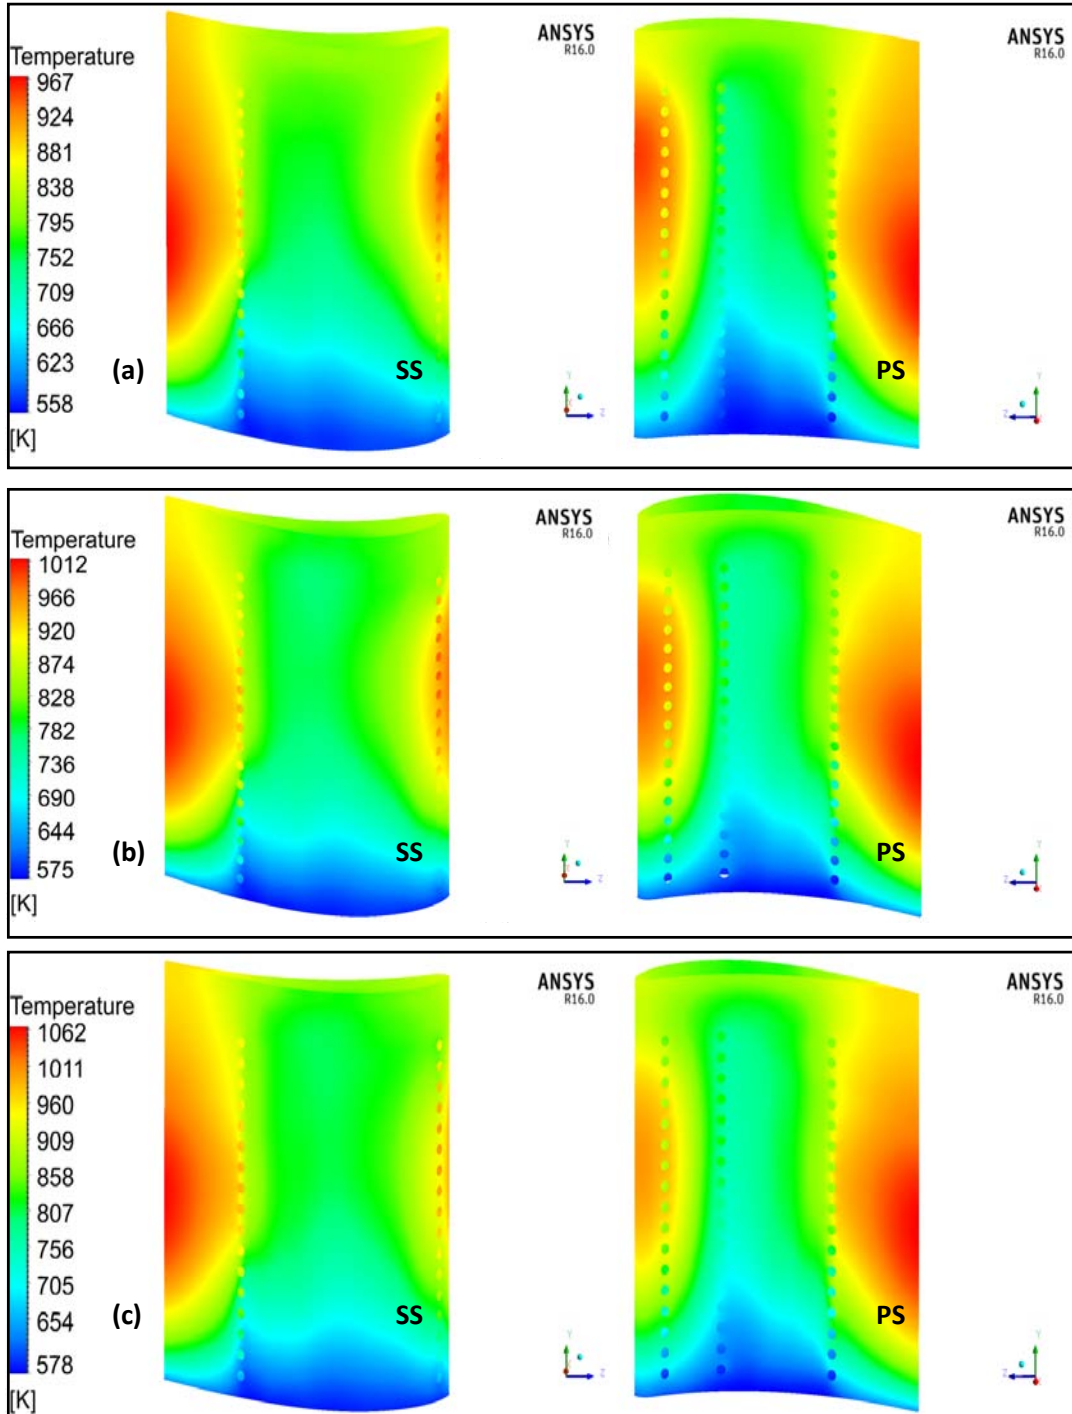 ANSYS
R16.0
ANSYS
R16.0
Temperature
967
924
881
838
795
752
709
666
623
558
[K]
(a)
SS
PS
Y
Z
Y
Z
X
ANSYS
R16.0
ANSYS
R16.0
Temperature
1012
966
920
874
828
782
736
690
644
575
[K]
(b)
SS
PS
Y
Z
Y
Z
X
ANSYS
R16.0
ANSYS
R16.0
Temperature
1062
1011
960
909
858
807
756
705
654
578
[K]
(c)
SS
PS
Y
Z
Y
Z
X